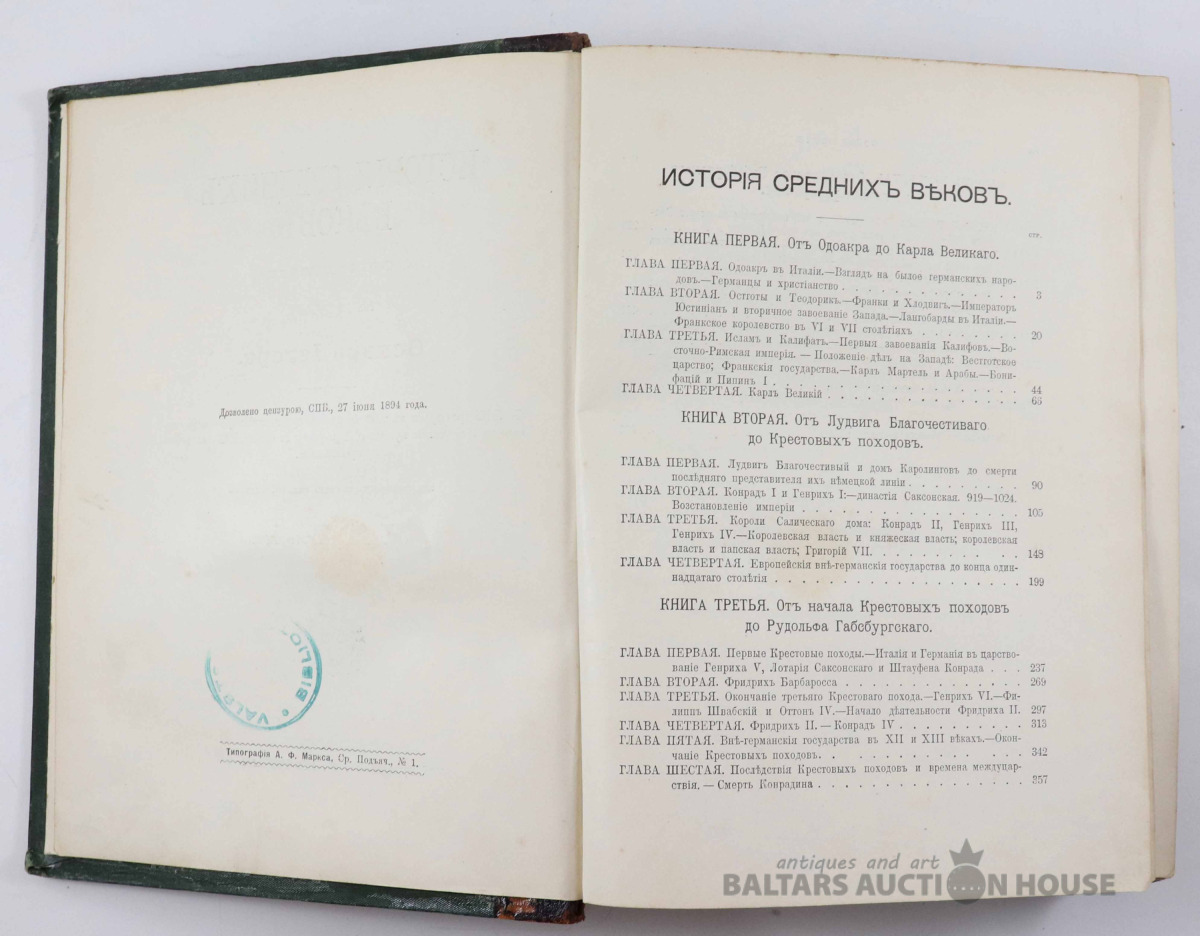 Дозволено цензурою, СПБ., 27 іюня 1894 года.
VALPTS
BIBLIO
Типографія А. Ф. Маркса, Ср. Подъяч., № 1.
ИСТОРІЯ СРЕДНИХЪ ВѢКОВЪ.
СТР.
КНИГА ПЕРВАЯ. Отъ Одоакра до Карла Великаго.
ГЛАВА ПЕРВАЯ. Одоакръ въ Италіи.—Взглядъ на былое германскихъ наро-
довъ.—Германцы и христіанство . . . . . . . . . . . . . . 3
ГЛАВА ВТОРАЯ. Остготы и Теодорикъ.—Франки и Хлодвигъ.—Императоръ
Юстиніанъ и вторичное завоеваніе Запада.—Лангобарды въ Италіи.—
Франкское королевство въ VI и VII столѣтіяхъ . . . . . . . . 20
ГЛАВА ТРЕТЬЯ. Исламъ и Калифатъ.—Первыя завоеванія Калифовъ.—Во-
сточно-Римская имперія. — Положеніе дѣлъ на Западѣ: Вестготское
царство; Франкскія государства.—Карлъ Мартель и Арабы.—Бони-
фацій и Пипинъ I . . . . . . . . . . . . . . . . . . . 44
ГЛАВА ЧЕТВЕРТАЯ. Карлъ Великій . . . . . . . . . . . . . . . 66
КНИГА ВТОРАЯ. Отъ Лудвига Благочестиваго
до Крестовыхъ походовъ.
ГЛАВА ПЕРВАЯ. Лудвигъ Благочестивый и домъ Каролинговъ до смерти
послѣдняго представителя ихъ нѣмецкой линіи . . . . . . . . . 90
ГЛАВА ВТОРАЯ. Конрадъ I и Генрихъ I:—династія Саксонская. 919—1024.
Возстановленіе имперіи . . . . . . . . . . . . . . . . . 105
ГЛАВА ТРЕТЬЯ. Короли Салическаго дома: Конрадъ II, Генрихъ III,
Генрихъ IV.—Королевская власть и княжеская власть; королевская
власть и папская власть; Григорій VII. . . . . . . . . . . 148
ГЛАВА ЧЕТВЕРТАЯ. Европейскія внѣ-германскія государства до конца один-
надцатаго столѣтія . . . . . . . . . . . . . . . . . . . 199
КНИГА ТРЕТЬЯ. Отъ начала Крестовыхъ походовъ
до Рудольфа Габсбургскаго.
ГЛАВА ПЕРВАЯ. Первые Крестовые походы.—Италія и Германія въ царство-
ваніе Генриха V, Лотарія Саксонскаго и Штауфена Конрада . . . 237
ГЛАВА ВТОРАЯ. Фридрихъ Барбаросса . . . . . . . . . . . . . . 269
ГЛАВА ТРЕТЬЯ. Окончаніе третьяго Крестоваго похода.—Генрихъ VI.—Фи-
липпъ Швабскій и Оттонъ IV.—Начало дѣятельности Фридриха II. 297
ГЛАВА ЧЕТВЕРТАЯ. Фридрихъ II. — Конрадъ IV . . . . . . . . . . 313
ГЛАВА ПЯТАЯ. Внѣ-германскія государства въ XII и XIII вѣкахъ.—Окон-
чаніе Крестовыхъ походовъ. . . . . . . . . . . . . . . . 342
ГЛАВА ШЕСТАЯ. Послѣдствія Крестовыхъ походовъ и времена междуцар-
ствія. — Смерть Конрадина . . . . . . . . . . . . . . . . 357
antiques and art
BALTARS AUCTION HOUSE